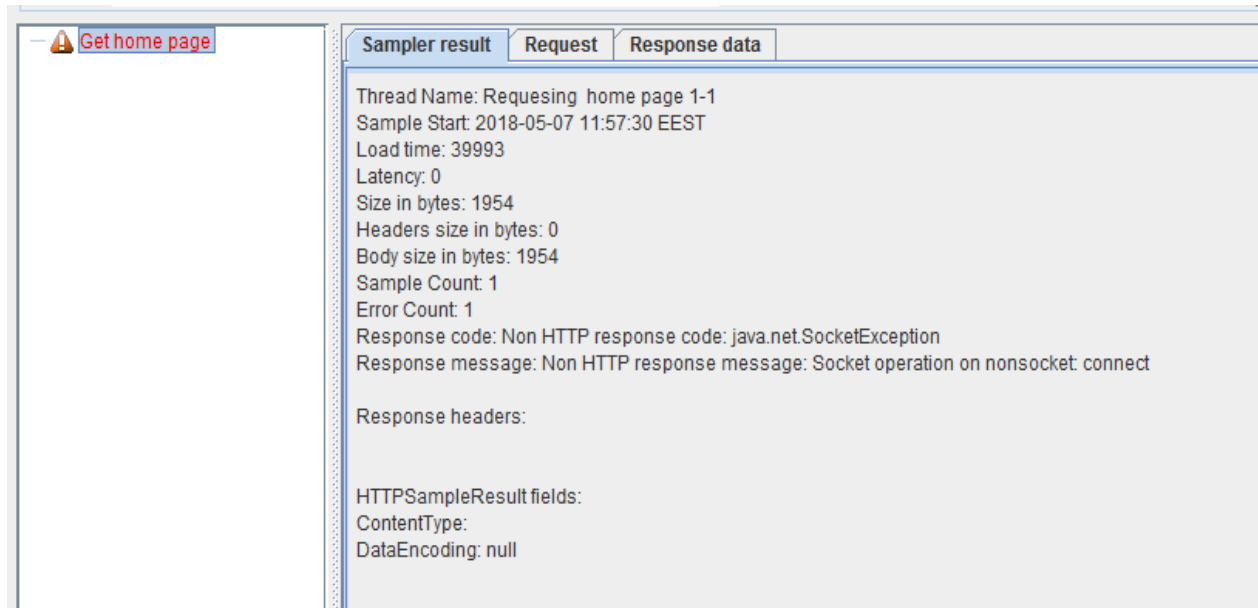 Get home page
Sampler result Request Response data
Thread Name: Requesing home page 1-1
Sample Start: 2018-05-07 11:57:30 EEST
Load time: 39993
Latency: 0
Size in bytes: 1954
Headers size in bytes: 0
Body size in bytes: 1954
Sample Count: 1
Error Count: 1
Response code: Non HTTP response code: java.net.SocketException
Response message: Non HTTP response message: Socket operation on nonsocket: connect
Response headers:
HTTPSampleResult fields:
ContentType:
DataEncoding: null